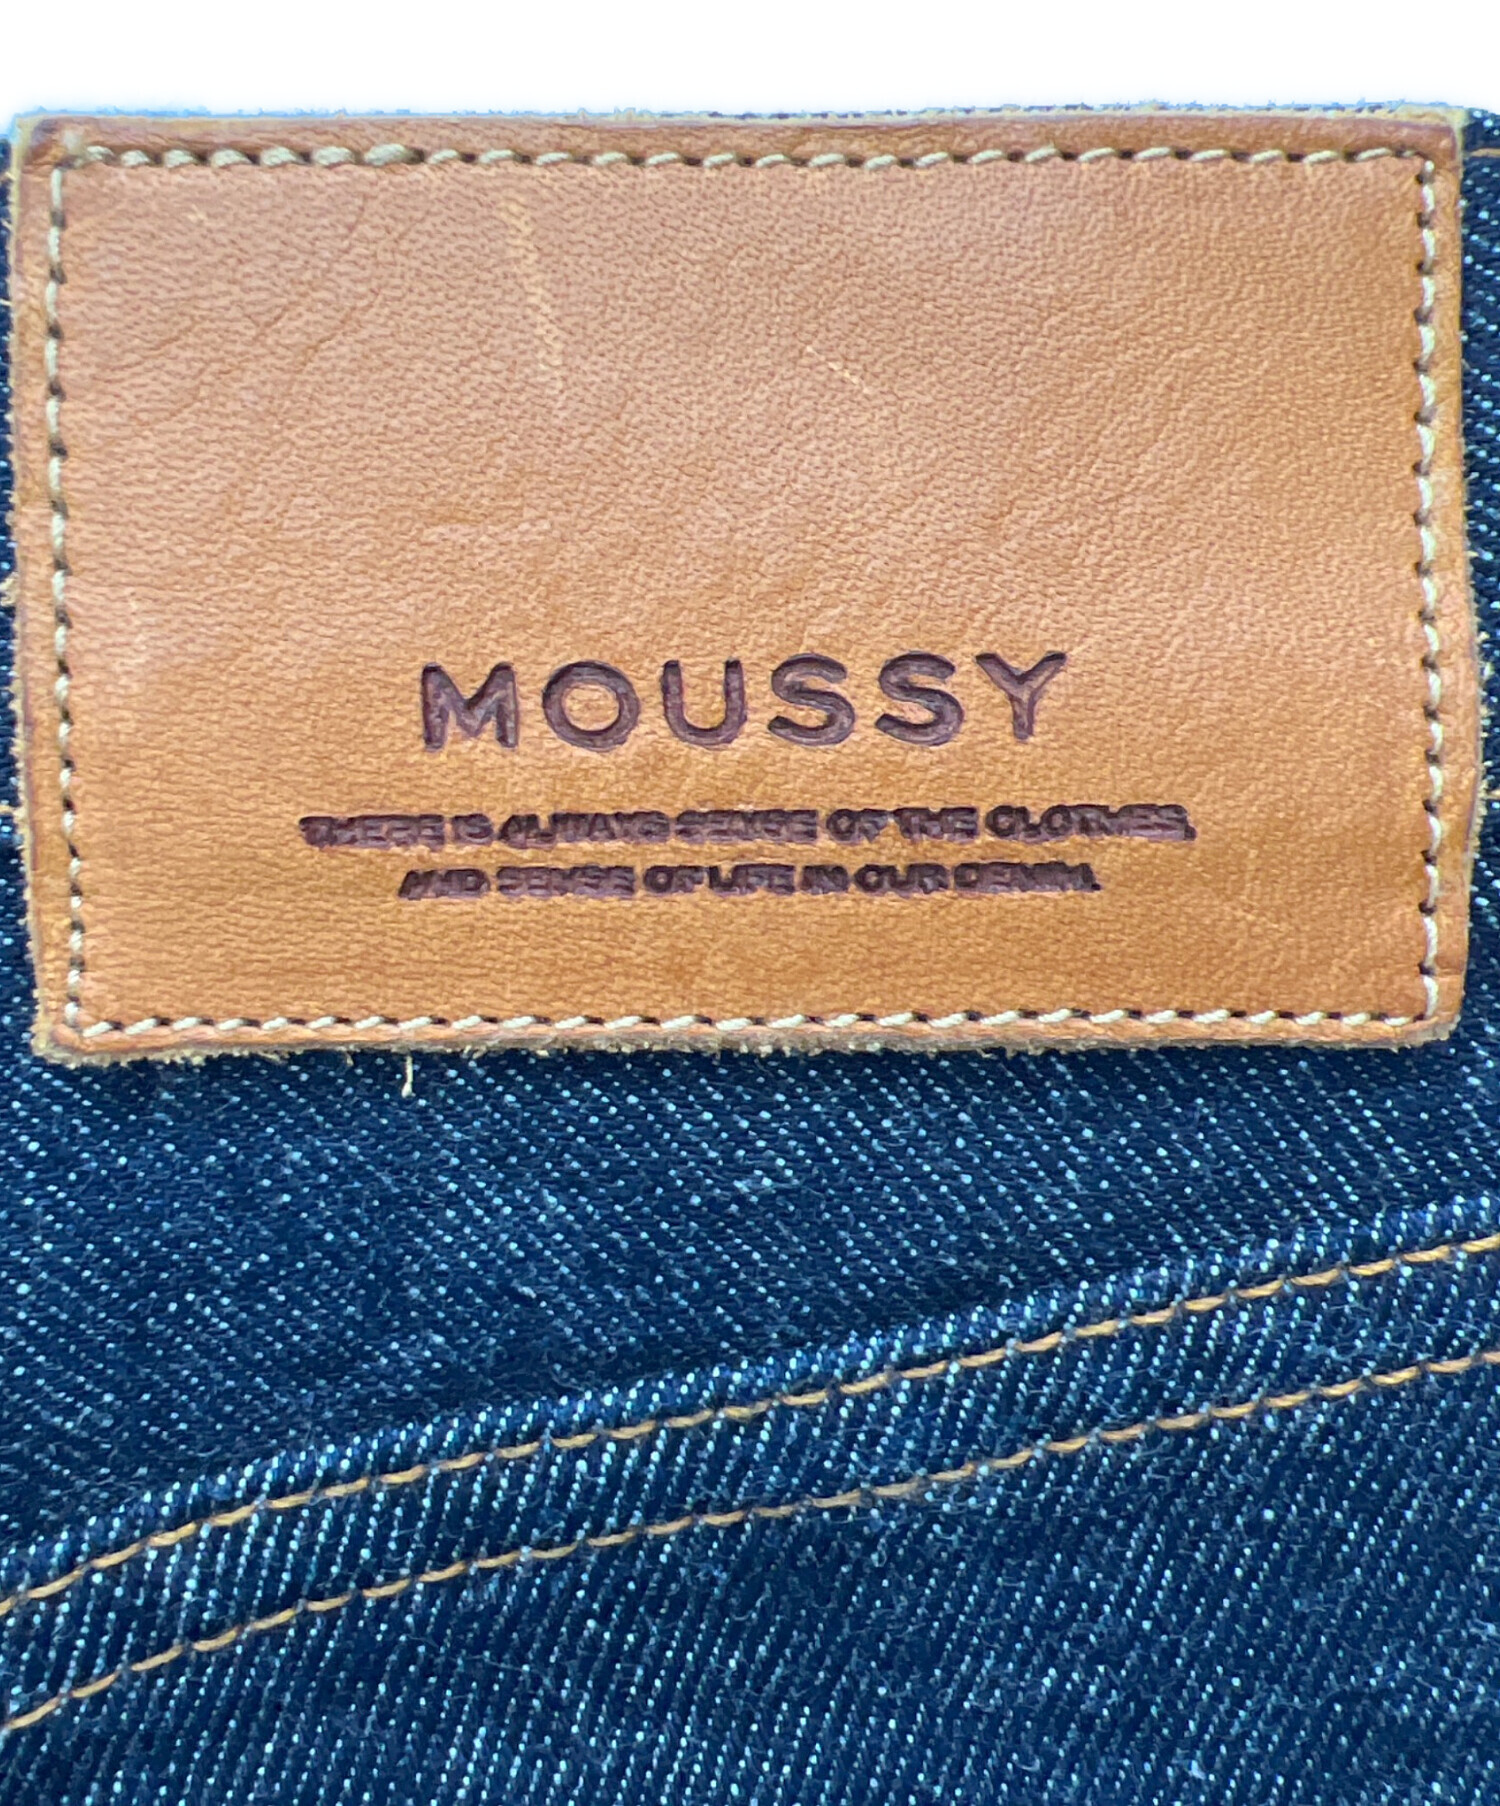 MOUSSY
THERE IS ALWAYS SENSE OF THE CLOTHES,
AND SENSE OF LIFE IN OUR DENIM.